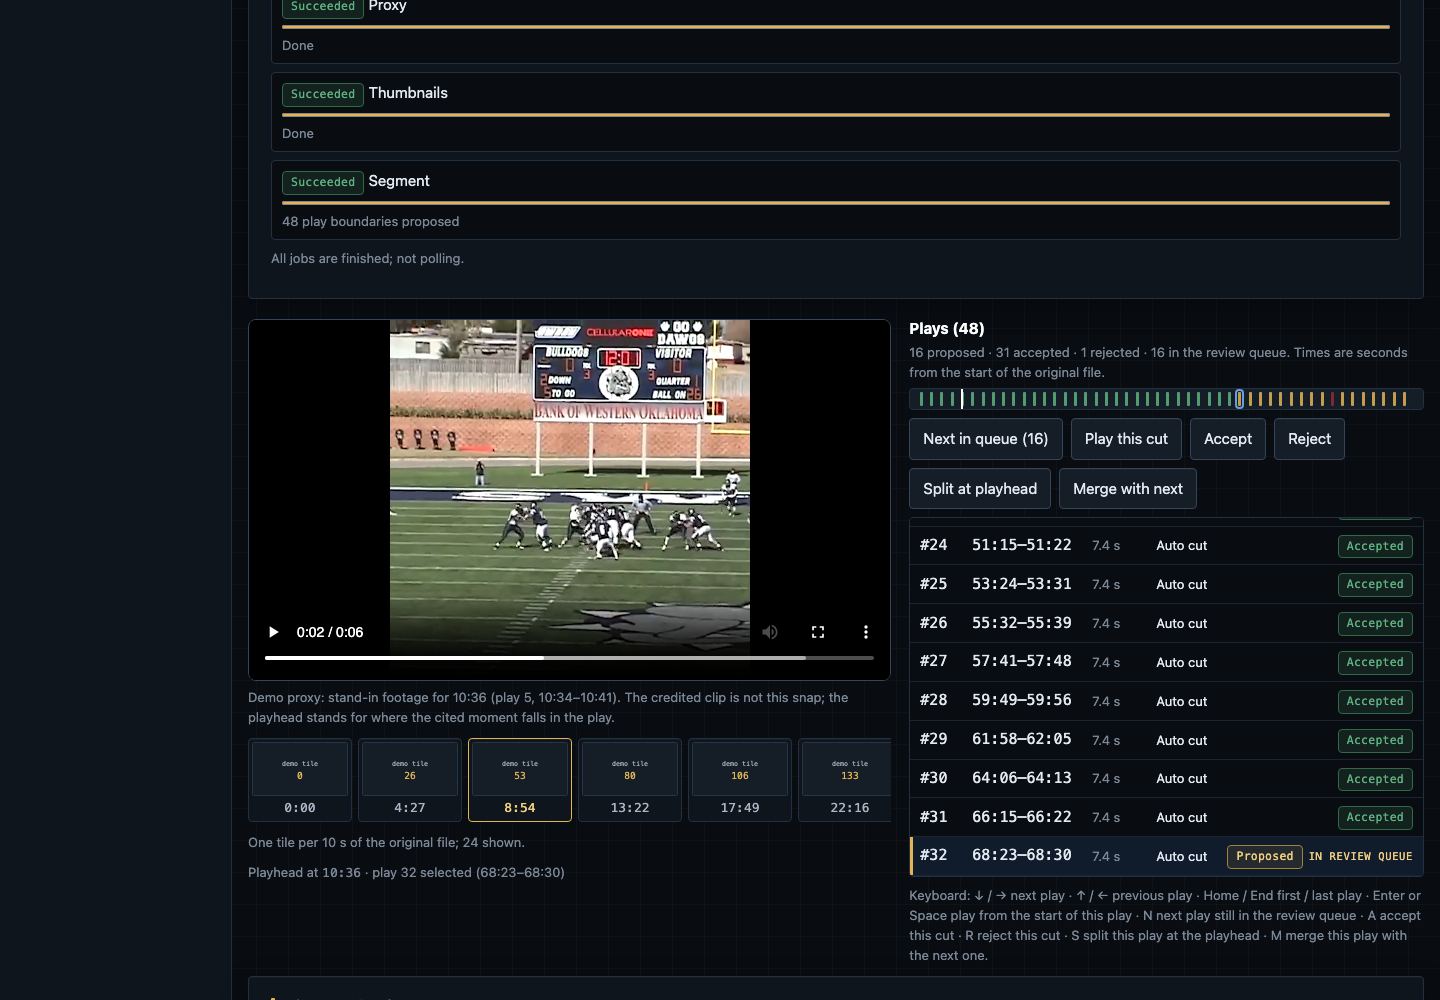 Succeeded Proxy
Done
Succeeded Thumbnails
Done
Succeeded Segment
48 play boundaries proposed
All jobs are finished; not polling.
CELLULARONE
GO
DAWGS
BULLDOGS
12:01
VISITOR
DOWN
QUARTER
TO GO
BALL ON
BANK OF WESTERN OKLAHOMA
0:02 / 0:06
Demo proxy: stand-in footage for 10:36 (play 5, 10:34–10:41). The credited clip is not this snap; the
playhead stands for where the cited moment falls in the play.
demo tile
0
0:00
demo tile
26
4:27
demo tile
53
8:54
demo tile
80
13:22
demo tile
106
17:49
demo tile
133
22:16
One tile per 10 s of the original file; 24 shown.
Playhead at 10:36 · play 32 selected (68:23–68:30)
Plays (48)
16 proposed · 31 accepted · 1 rejected · 16 in the review queue. Times are seconds
from the start of the original file.
Next in queue (16) Play this cut Accept Reject
Split at playhead Merge with next
#24 51:15–51:22 7.4 s Auto cut Accepted
#25 53:24–53:31 7.4 s Auto cut Accepted
#26 55:32–55:39 7.4 s Auto cut Accepted
#27 57:41–57:48 7.4 s Auto cut Accepted
#28 59:49–59:56 7.4 s Auto cut Accepted
#29 61:58–62:05 7.4 s Auto cut Accepted
#30 64:06–64:13 7.4 s Auto cut Accepted
#31 66:15–66:22 7.4 s Auto cut Accepted
#32 68:23–68:30 7.4 s Auto cut Proposed IN REVIEW QUEUE
Keyboard: ↓ / → next play · ↑ / ← previous play · Home / End first / last play · Enter or
Space play from the start of this play · N next play still in the review queue · A accept
this cut · R reject this cut · S split this play at the playhead · M merge this play with
the next one.